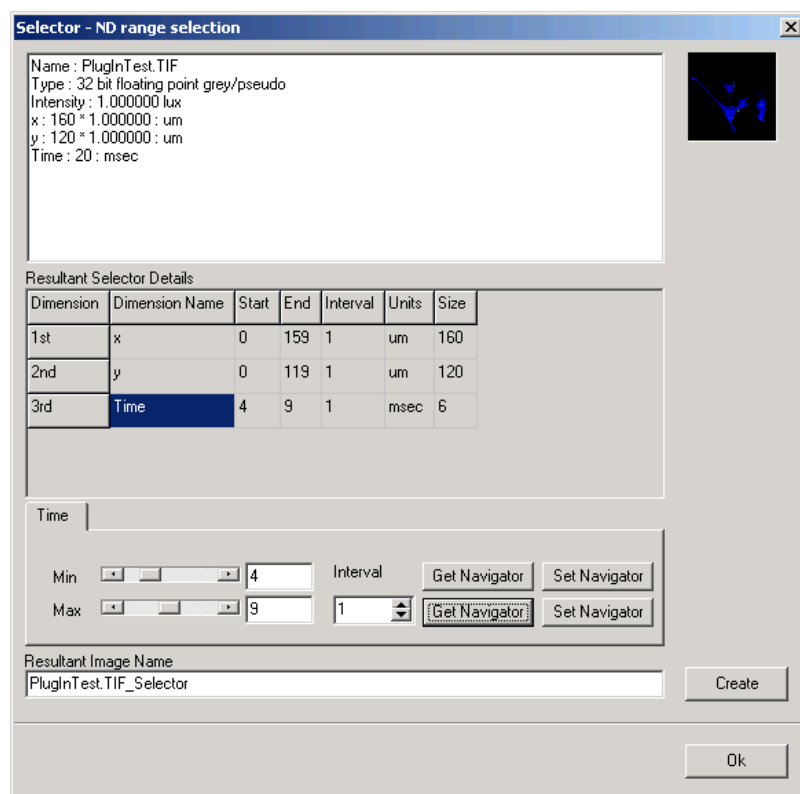 Selector - ND range selection
Name : PlugInTest.TIF
Type : 32 bit floating point grey/pseudo
Intensity : 1.000000 lux
x : 160 * 1.000000 : um
y : 120 * 1.000000 : um
Time : 20 : msec
Resultant Selector Details
Dimension Dimension Name Start End Interval Units Size
1st x 0 159 1 um 160
2nd y 0 119 1 um 120
3rd Time 4 9 1 msec 6
Time
Min 4 Interval Get Navigator Set Navigator
Max 9 1 Get Navigator Set Navigator
Resultant Image Name
PlugInTest.TIF_Selector Create
Ok